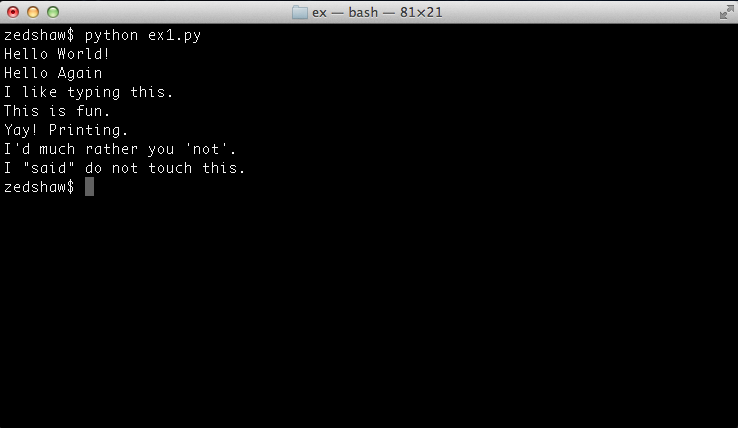 ex — bash — 81×21
zedshaw$ python ex1.py
Hello World!
Hello Again
I like typing this.
This is fun.
Yay! Printing.
I'd much rather you 'not'.
I "said" do not touch this.
zedshaw$